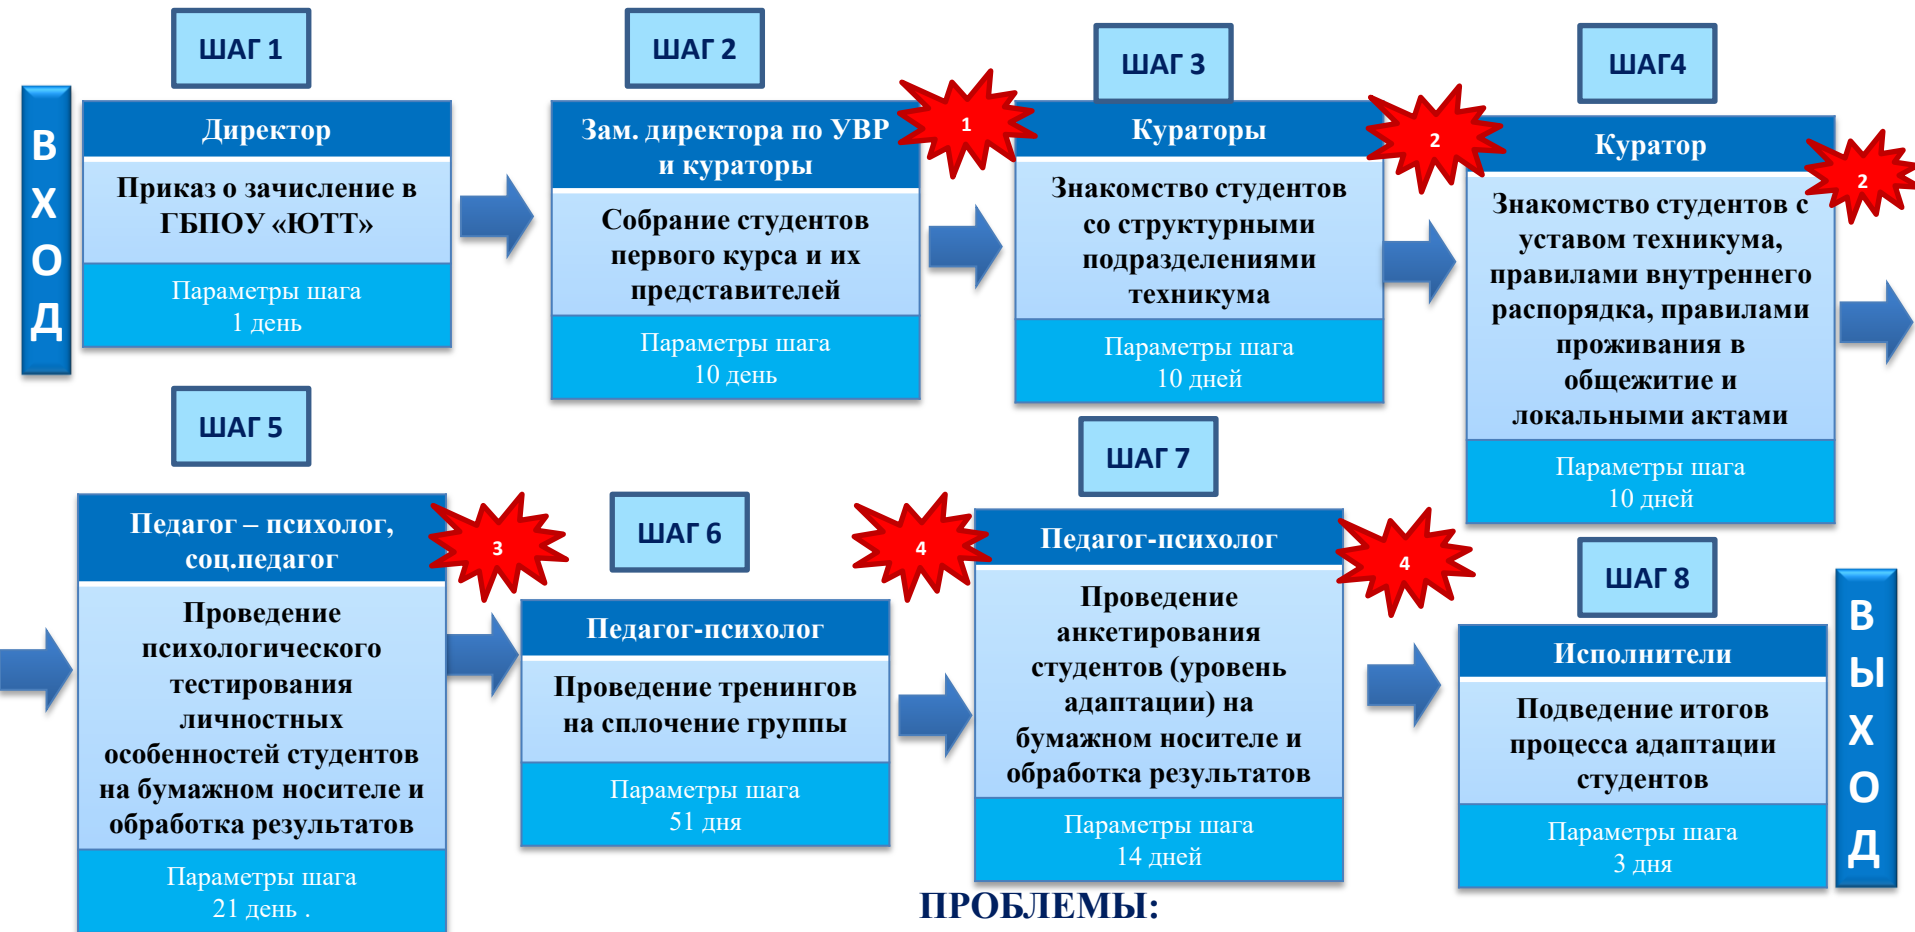 ВХОД
ШАГ 1
Директор
Приказ о зачисление в
ГБПОУ «ЮТТ»
Параметры шага
1 день
ШАГ 2
Зам. директора по УВР
и кураторы
Собрание студентов
первого курса и их
представителей
Параметры шага
10 день
1
ШАГ 3
Кураторы
Знакомство студентов
со структурными
подразделениями
техникума
Параметры шага
10 дней
2
ШАГ4
Куратор
Знакомство студентов с
уставом техникума,
правилами внутреннего
распорядка, правилами
проживания в
общежитие и
локальными актами
Параметры шага
10 дней
2
ШАГ 5
Педагог – психолог,
соц.педагог
Проведение
психологического
тестирования
личностных
особенностей студентов
на бумажном носителе и
обработка результатов
Параметры шага
21 день .
3
ШАГ 6
Педагог-психолог
Проведение тренингов
на сплочение группы
Параметры шага
51 дня
4
ШАГ 7
Педагог-психолог
Проведение
анкетирования
студентов (уровень
адаптации) на
бумажном носителе и
обработка результатов
Параметры шага
14 дней
4
ШАГ 8
Исполнители
Подведение итогов
процесса адаптации
студентов
Параметры шага
3 дня
ВЫХОД
ПРОБЛЕМЫ: